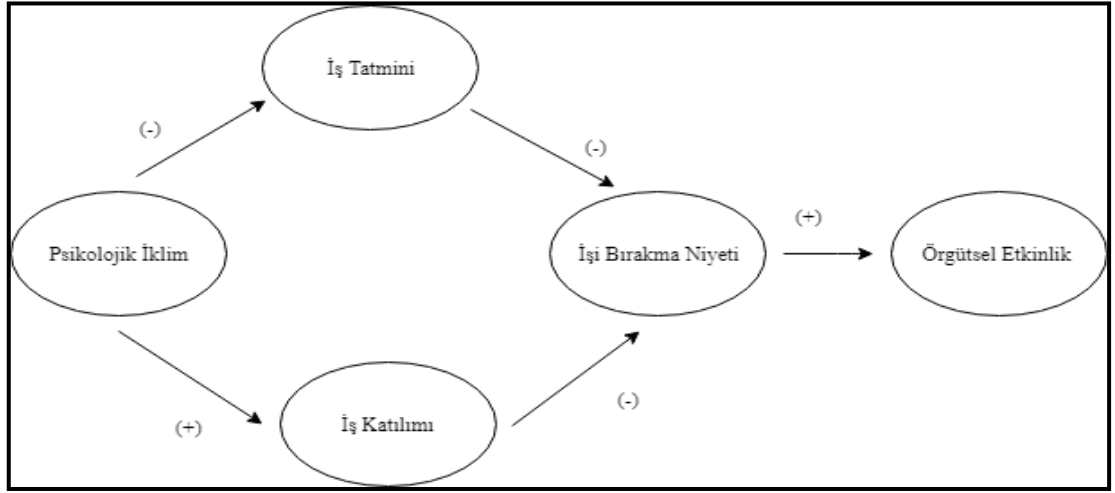 İş Tatmini
(-)
(-)
Psikolojik İklim
İşi Bırakma Niyeti
(+)
Örgütsel Etkinlik
(+)
İş Katılımı
(-)